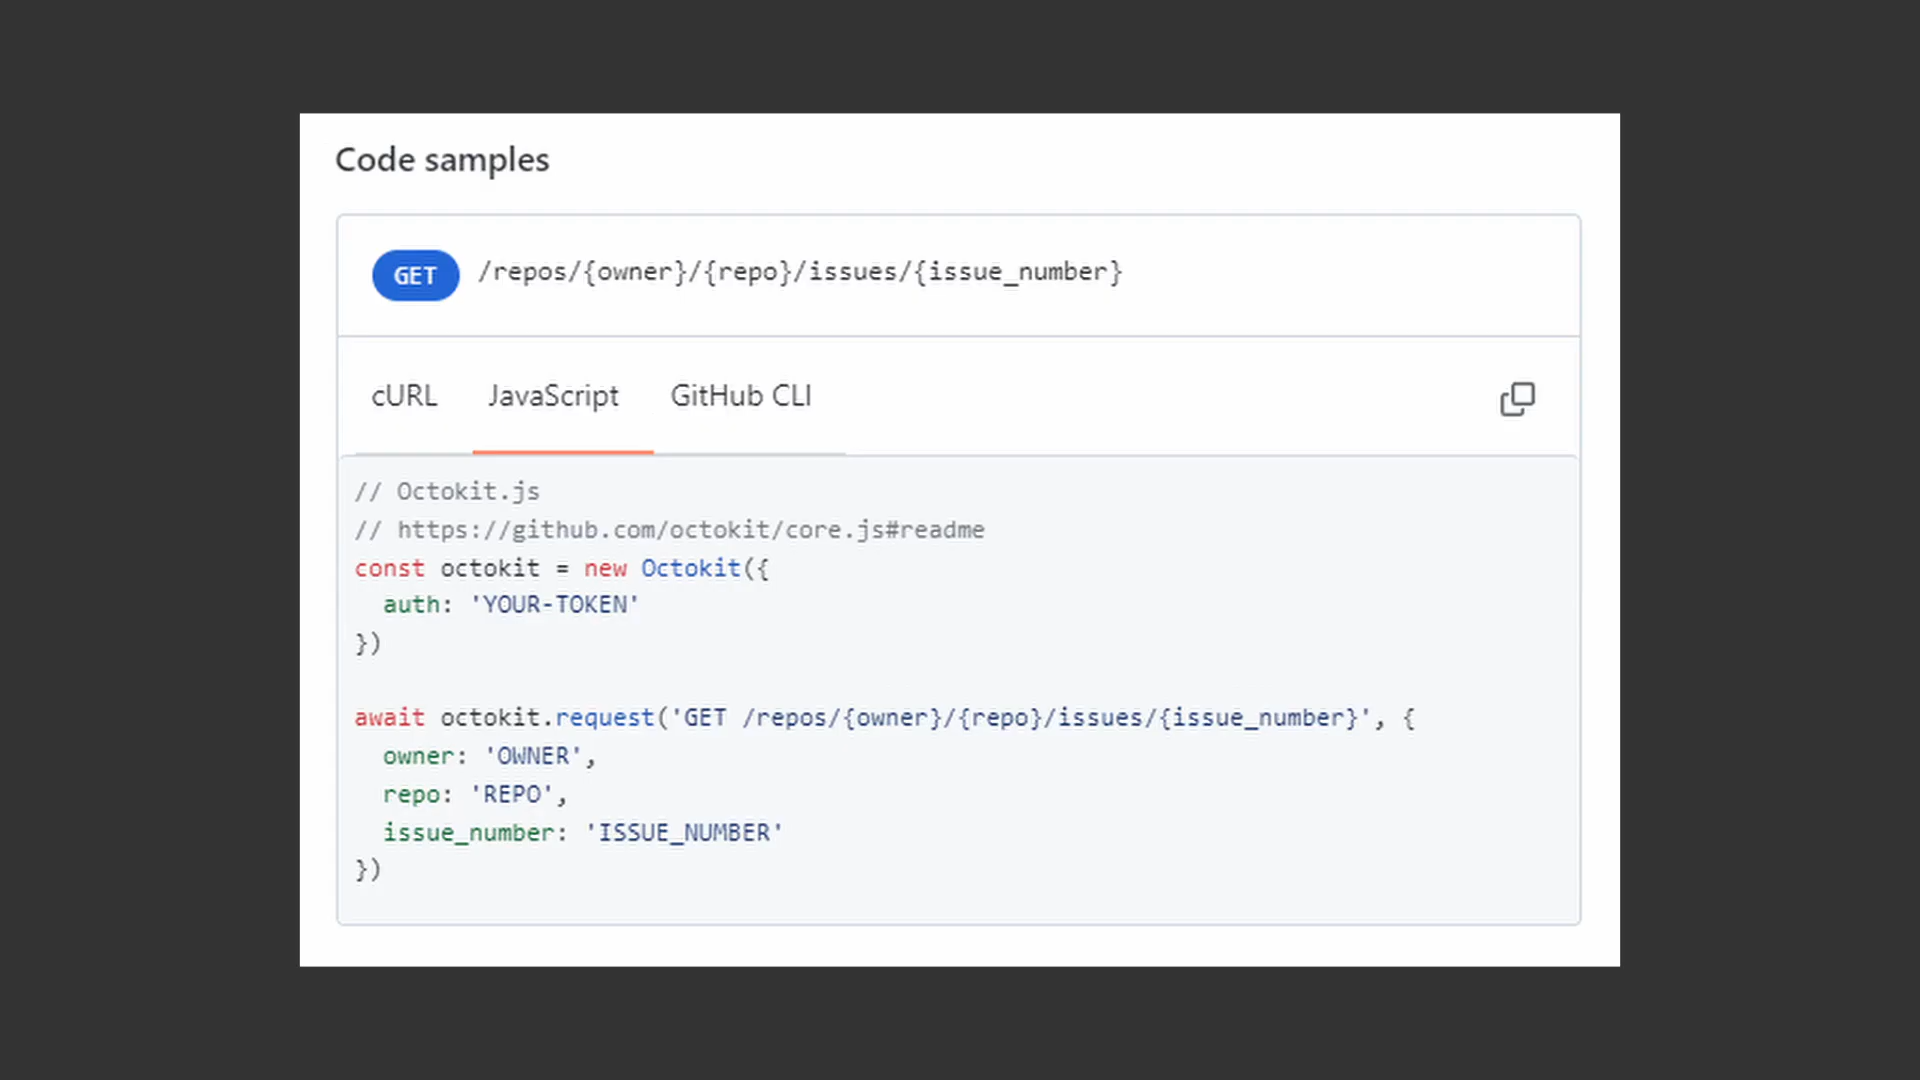 Code samples
GET /repos/{owner}/{repo}/issues/{issue_number}
cURL JavaScript GitHub CLI
// Octokit.js
// https://github.com/octokit/core.js#readme
const octokit = new Octokit({
  auth: 'YOUR-TOKEN'
})

await octokit.request('GET /repos/{owner}/{repo}/issues/{issue_number}', {
  owner: 'OWNER',
  repo: 'REPO',
  issue_number: 'ISSUE_NUMBER'
})